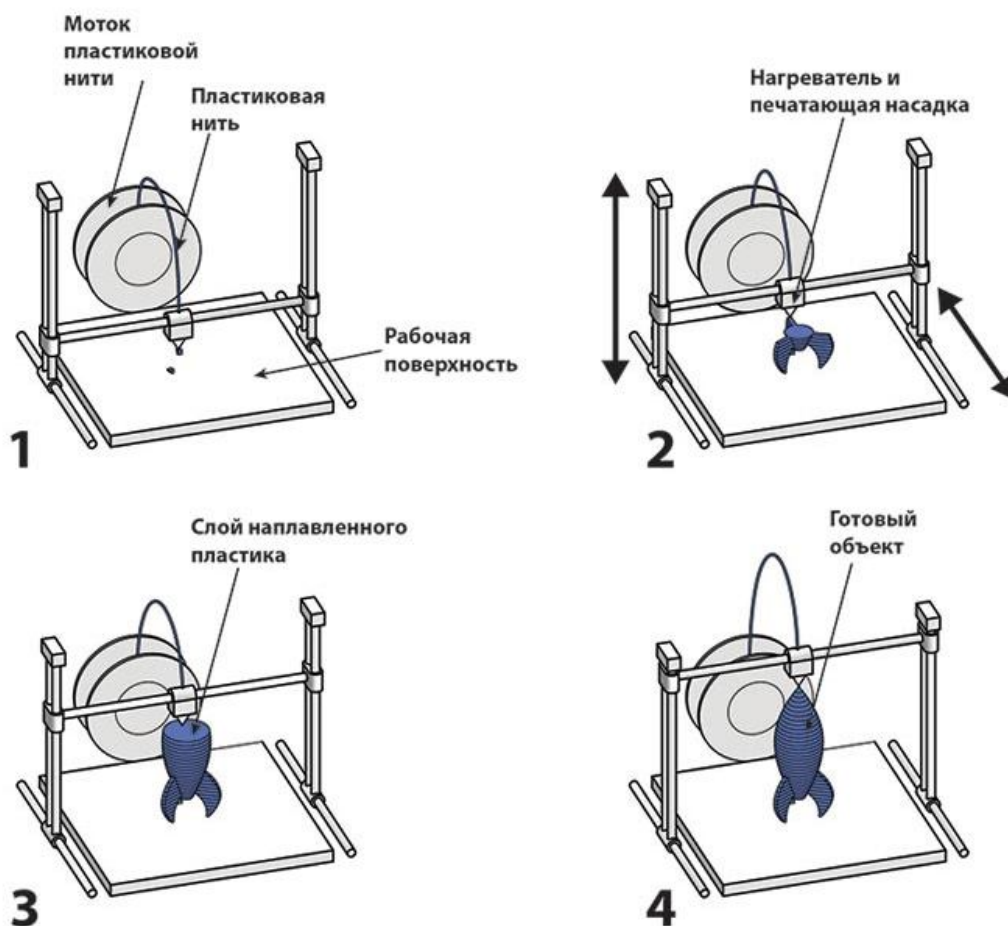 Моток
пластиковой
нити
Пластиковая
нить
Рабочая
поверхность
1
Нагреватель и
печатающая насадка
2
Слой наплавленного
пластика
3
Готовый
объект
4